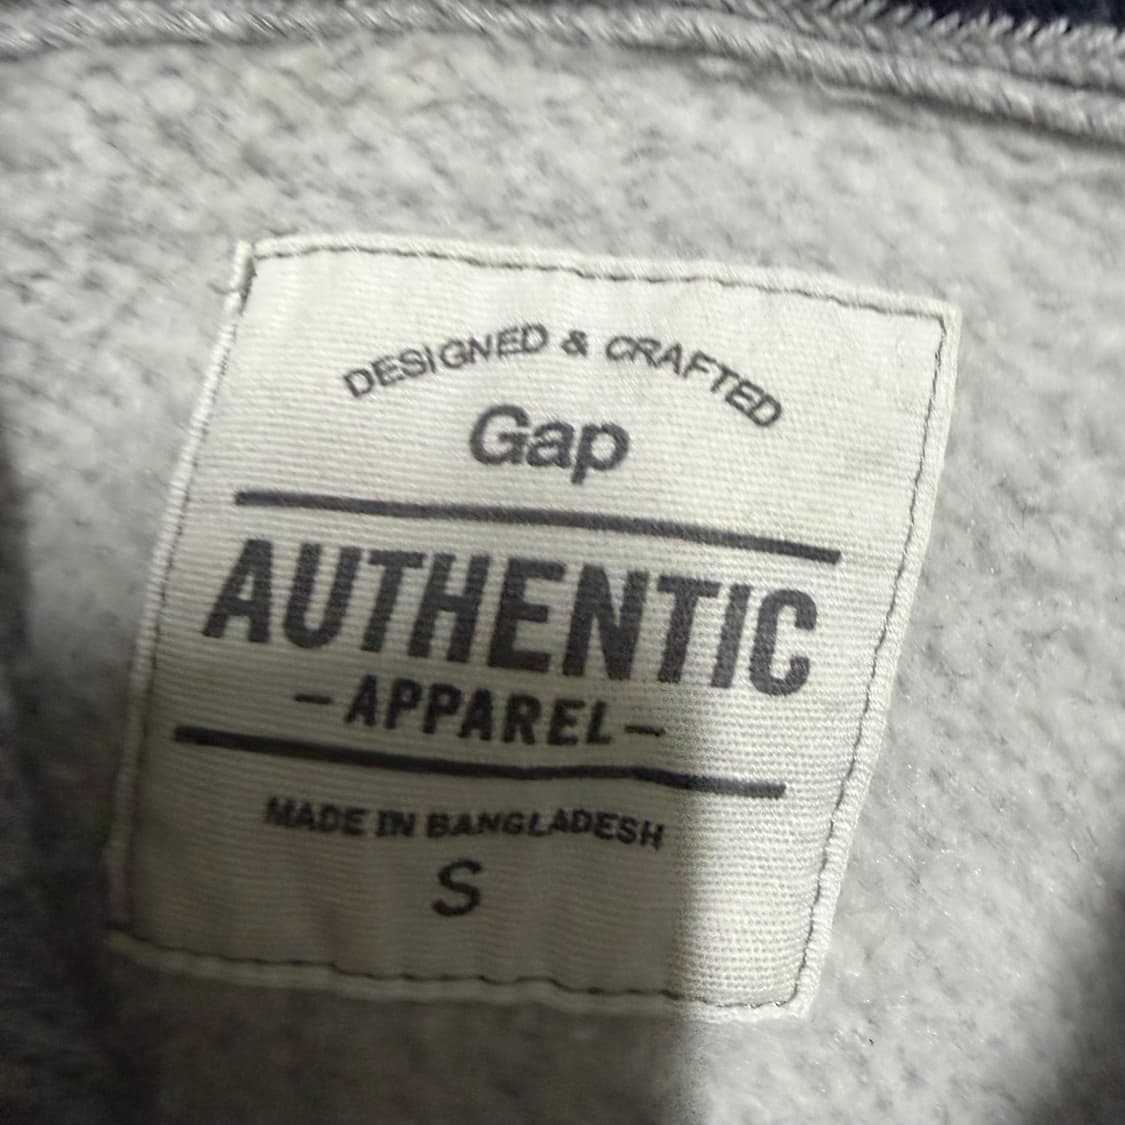 DESIGNED & CRAFTED
Gap
AUTHENTIC
– APPAREL –
MADE IN BANGLADESH
S